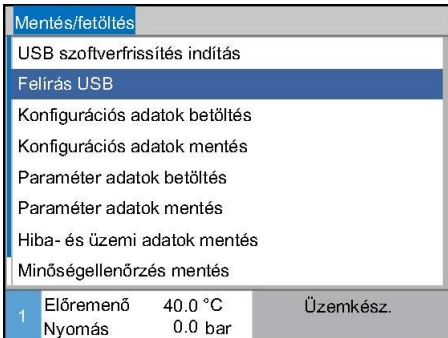 Mentés/fetöltés
USB szoftverfrissítés indítás
Felírás USB
Konfigurációs adatok betöltés
Konfigurációs adatok mentés
Paraméter adatok betöltés
Paraméter adatok mentés
Hiba- és üzemi adatok mentés
Minőségellenőrzés mentés
1 Előremenő 40.0 °C Üzemkész.
Nyomás 0.0 bar